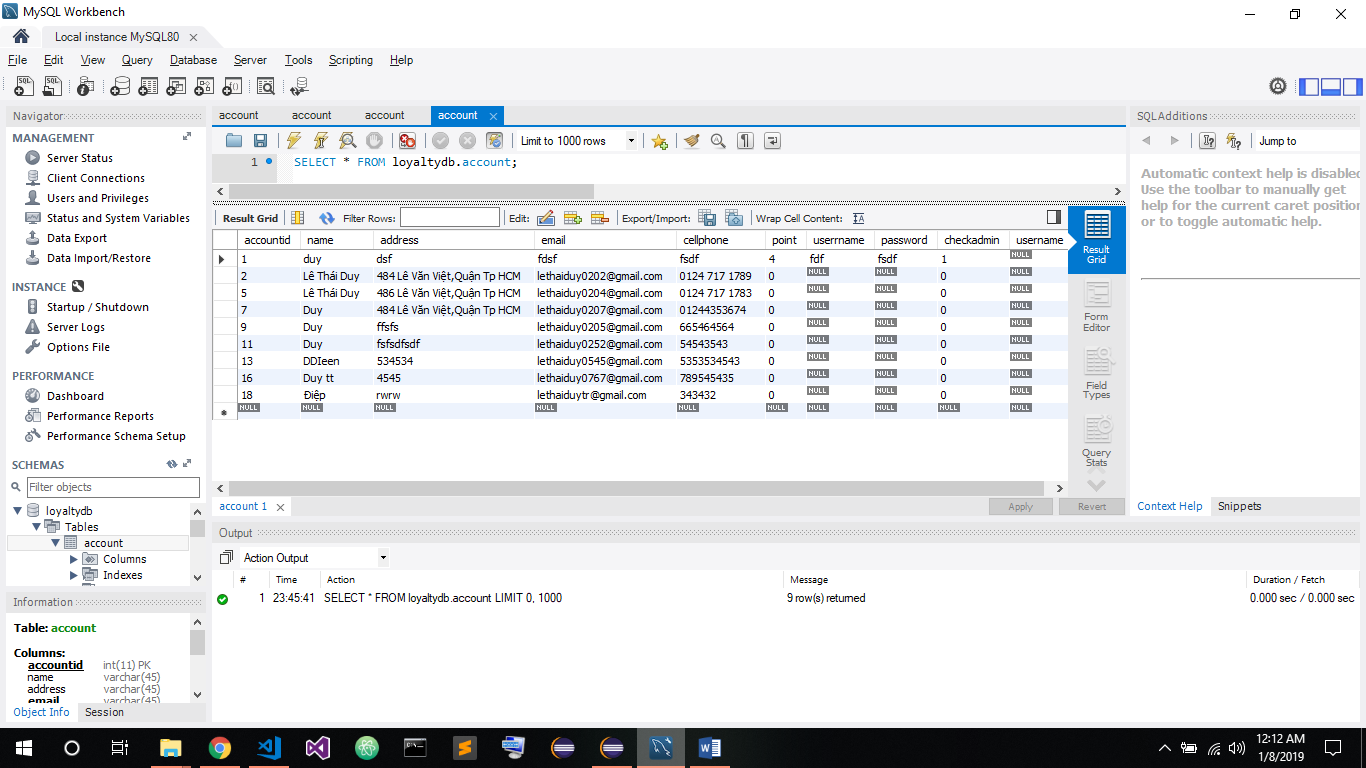 MySQL Workbench
Local instance MySQL80
File Edit View Query Database Server Tools Scripting Help
Navigator
MANAGEMENT
Server Status
Client Connections
Users and Privileges
Status and System Variables
Data Export
Data Import/Restore
INSTANCE
Startup / Shutdown
Server Logs
Options File
PERFORMANCE
Dashboard
Performance Reports
Performance Schema Setup
SCHEMAS
Filter objects
loyaltydb
Tables
account
Columns
Indexes
Information
Table: account
Columns:
accountid int(11) PK
name varchar(45)
address varchar(45)
email varchar(45)
Object Info Session
account account account account
Limit to 1000 rows
1 SELECT * FROM loyaltydb.account;
Result Grid Filter Rows: Edit: Export/Import: Wrap Cell Content:
accountid name address email cellphone point userrname password checkadmin username
1 duy dsf fdsf fsdf 4 fdf fsdf 1 NULL
2 Lê Thái Duy 484 Lê Văn Việt,Quận Tp HCM lethaiduy0202@gmail.com 0124 717 1789 0 NULL NULL 0 NULL
5 Lê Thái Duy 486 Lê Văn Việt,Quận Tp HCM lethaiduy0204@gmail.com 0124 717 1783 0 NULL NULL 0 NULL
7 Duy 484 Lê Văn Việt,Quận Tp HCM lethaiduy0207@gmail.com 01244353674 0 NULL NULL 0 NULL
9 Duy ffsfs lethaiduy0205@gmail.com 665464564 0 NULL NULL 0 NULL
11 Duy fsfsdfsdf lethaiduy0252@gmail.com 54543543 0 NULL NULL 0 NULL
13 DDIeen 534534 lethaiduy0545@gmail.com 5353534543 0 NULL NULL 0 NULL
16 Duy tt 4545 lethaiduy0767@gmail.com 789545435 0 NULL NULL 0 NULL
18 Điệp rwrw lethaiduytr@gmail.com 343432 0 NULL NULL 0 NULL
NULL NULL NULL NULL NULL NULL NULL NULL NULL NULL
Result Grid
Form Editor
Field Types
Query Stats
account 1
Apply Revert
Output
Action Output
# Time Action Message Duration / Fetch
1 23:45:41 SELECT * FROM loyaltydb.account LIMIT 0, 1000 9 row(s) returned 0.000 sec / 0.000 sec
SQLAdditions
Jump to
Automatic context help is disabled
Use the toolbar to manually get
help for the current caret position
or to toggle automatic help.
Context Help Snippets
12:12 AM
1/8/2019